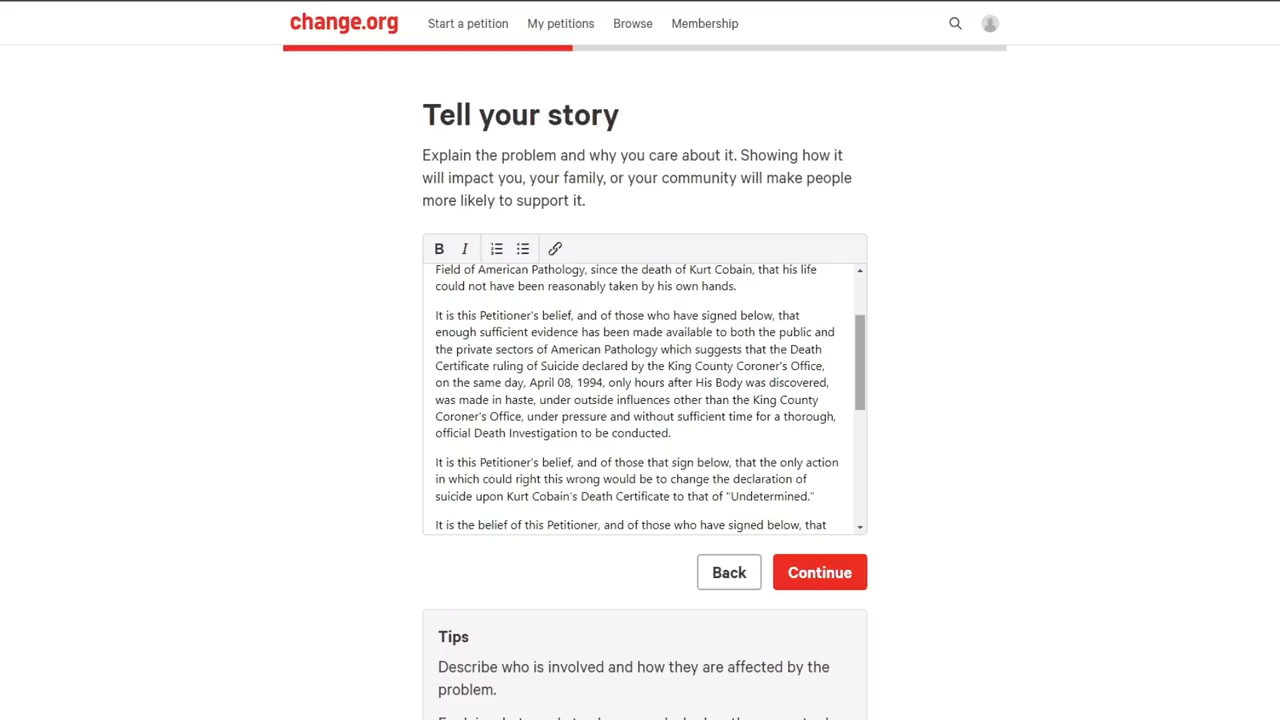 change.org
Start a petition
My petitions
Browse
Membership
Tell your story
Explain the problem and why you care about it. Showing how it
will impact you, your family, or your community will make people
more likely to support it.
B I
Field of American Pathology, since the death of Kurt Cobain, that his life
could not have been reasonably taken by his own hands.
It is this Petitioner's belief, and of those who have signed below, that
enough sufficient evidence has been made available to both the public and
the private sectors of American Pathology which suggests that the Death
Certificate ruling of Suicide declared by the King County Coroner's Office,
on the same day, April 08, 1994, only hours after His Body was discovered,
was made in haste, under outside influences other than the King County
Coroner's Office, under pressure and without sufficient time for a thorough,
official Death Investigation to be conducted.
It is this Petitioner's belief, and of those that sign below, that the only action
in which could right this wrong would be to change the declaration of
suicide upon Kurt Cobain's Death Certificate to that of "Undetermined."
It is the belief of this Petitioner, and of those who have signed below, that
Back
Continue
Tips
Describe who is involved and how they are affected by the
problem.